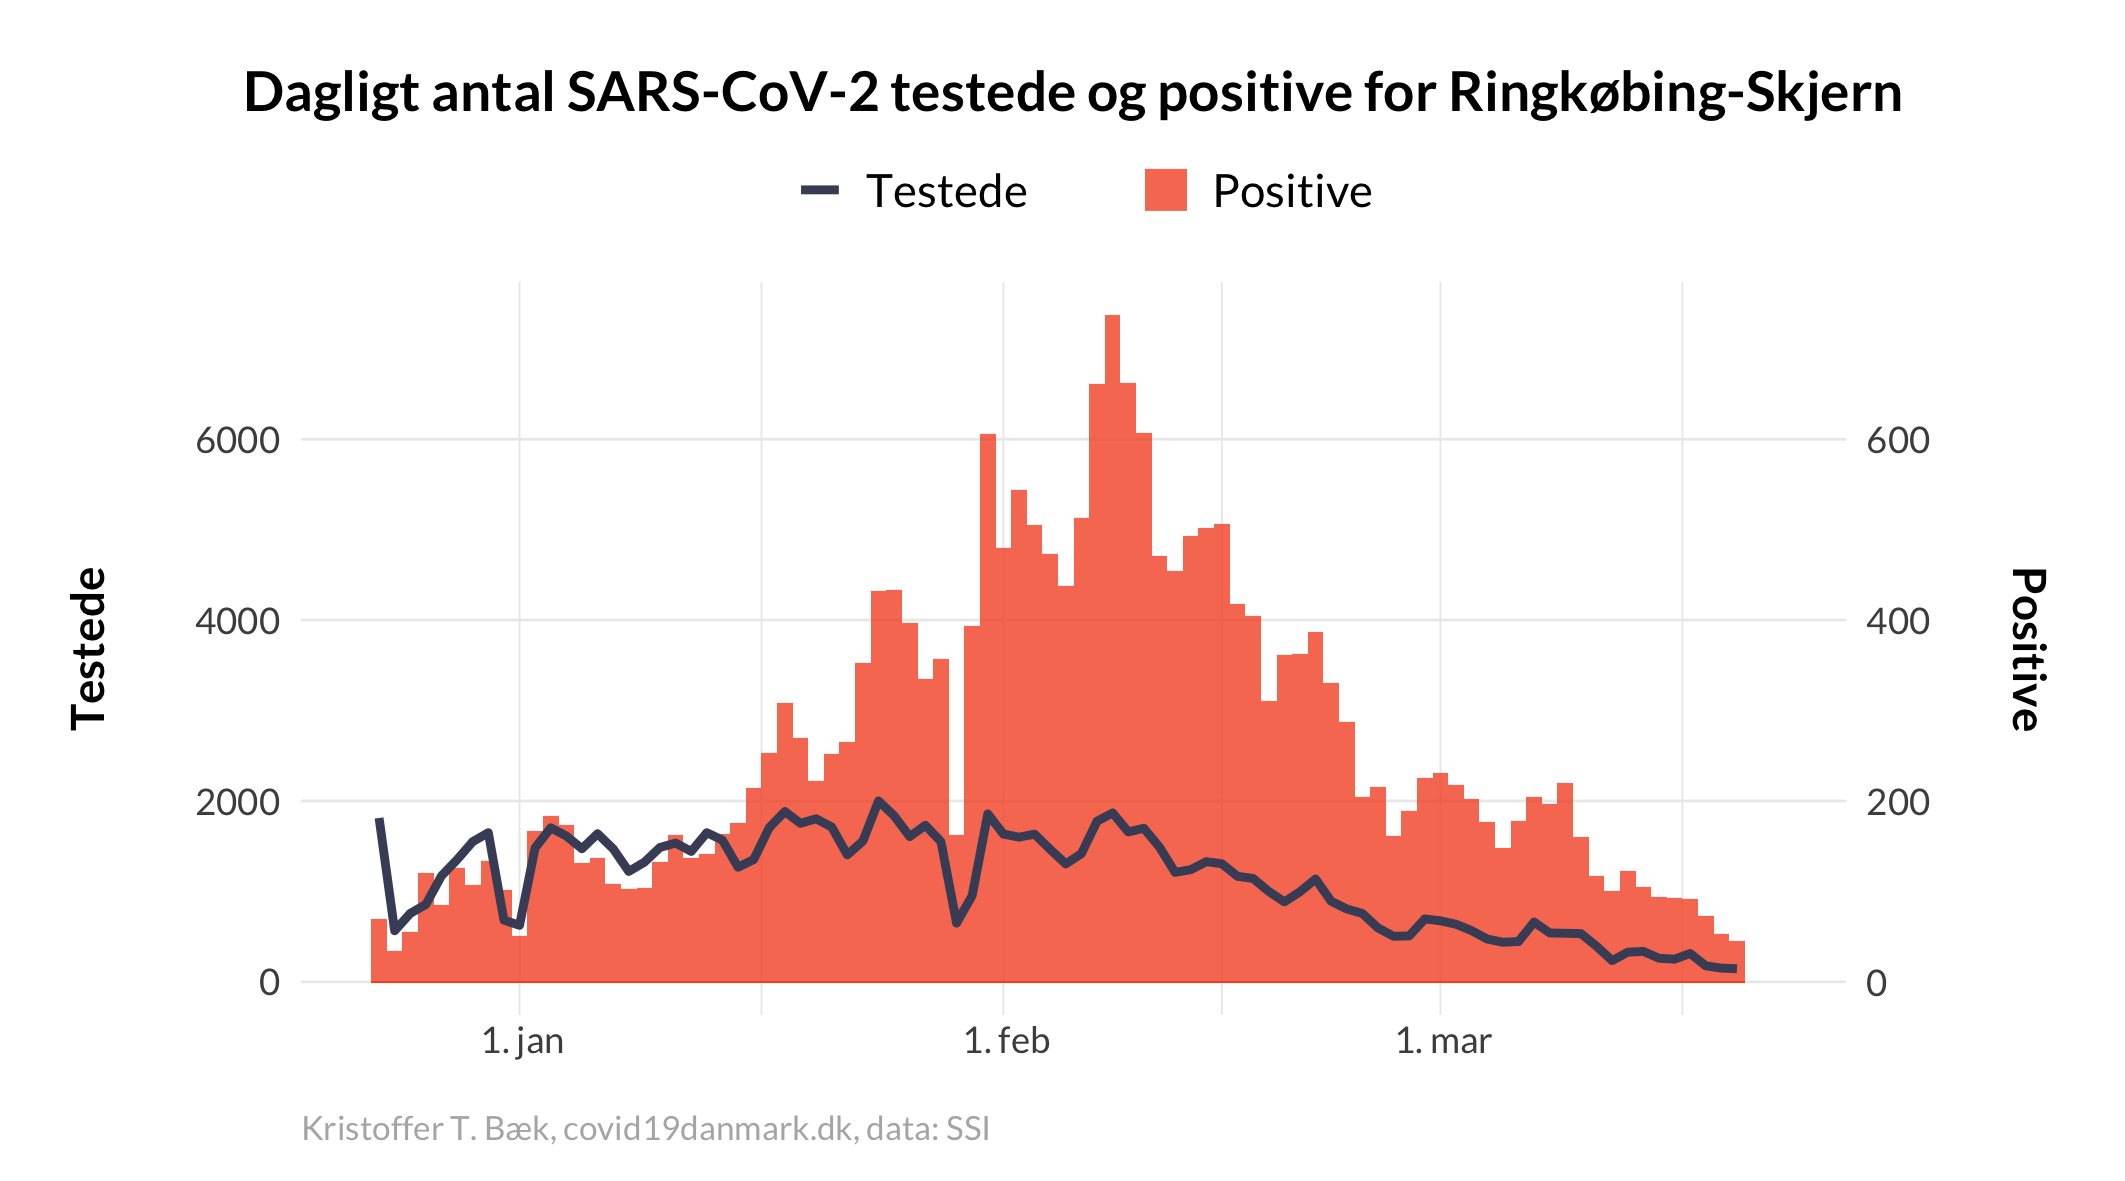 Dagligt antal SARS-CoV-2 testede og positive for Ringkøbing-Skjern
Testede
Positive
6000
4000
2000
0
600
400
200
0
Testede
Positive
1. jan
1. feb
1. mar
Kristoffer T. Bæk, covid19danmark.dk, data: SSI